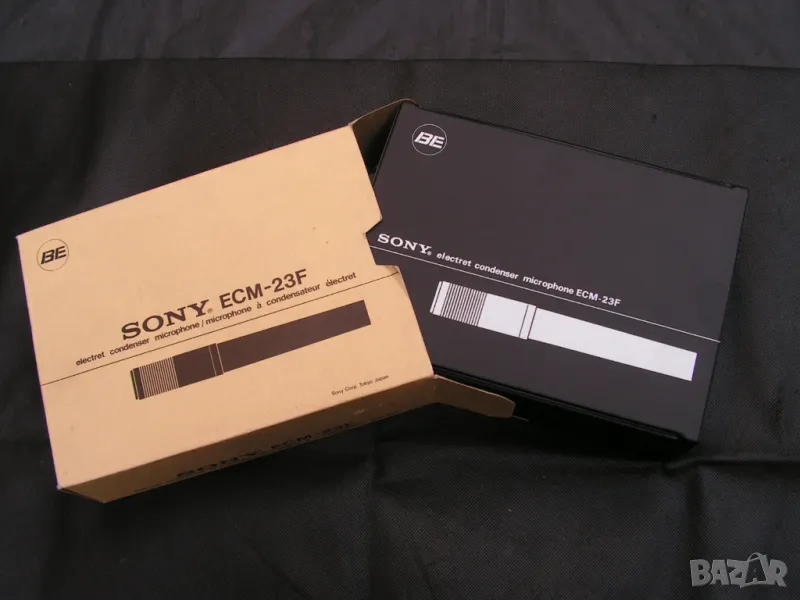 BE
SONY® ECM-23F
electret condenser microphone/microphone à condensateur électret
Sony Corp. Tokyo Japan
SONY ECM-23F
BE
SONY® electret condenser microphone ECM-23F
BAZAR